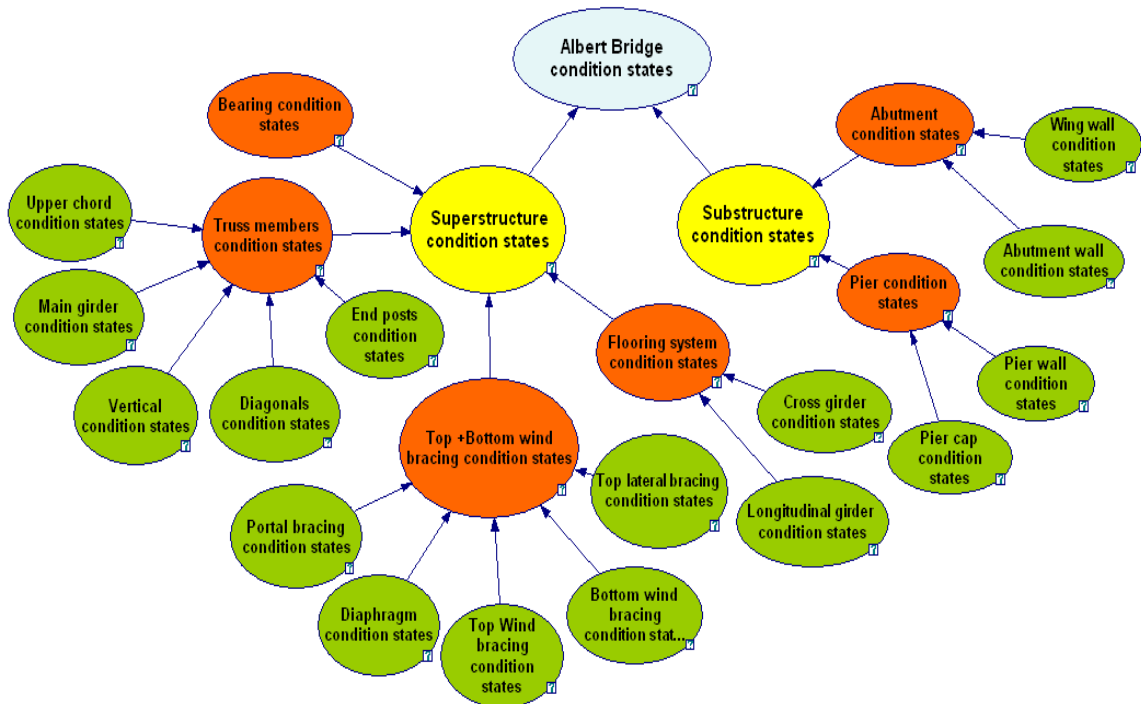 Albert Bridge
condition states
Bearing condition
states
Abutment
condition states
Wing wall
condition
states
Upper chord
condition states
Truss members
condition states
Superstructure
condition states
Substructure
condition states
Abutment wall
condition states
Main girder
condition states
End posts
condition
states
Pier condition
states
Flooring system
condition states
Vertical
condition states
Diagonals
condition states
Pier wall
condition
states
Cross girder
condition states
Top +Bottom wind
bracing condition states
Pier cap
condition
states
Top lateral bracing
condition states
Longitudinal girder
condition states
Portal bracing
condition states
Diaphragm
condition states
Top Wind
bracing
condition
states
Bottom wind
bracing
condition stat...